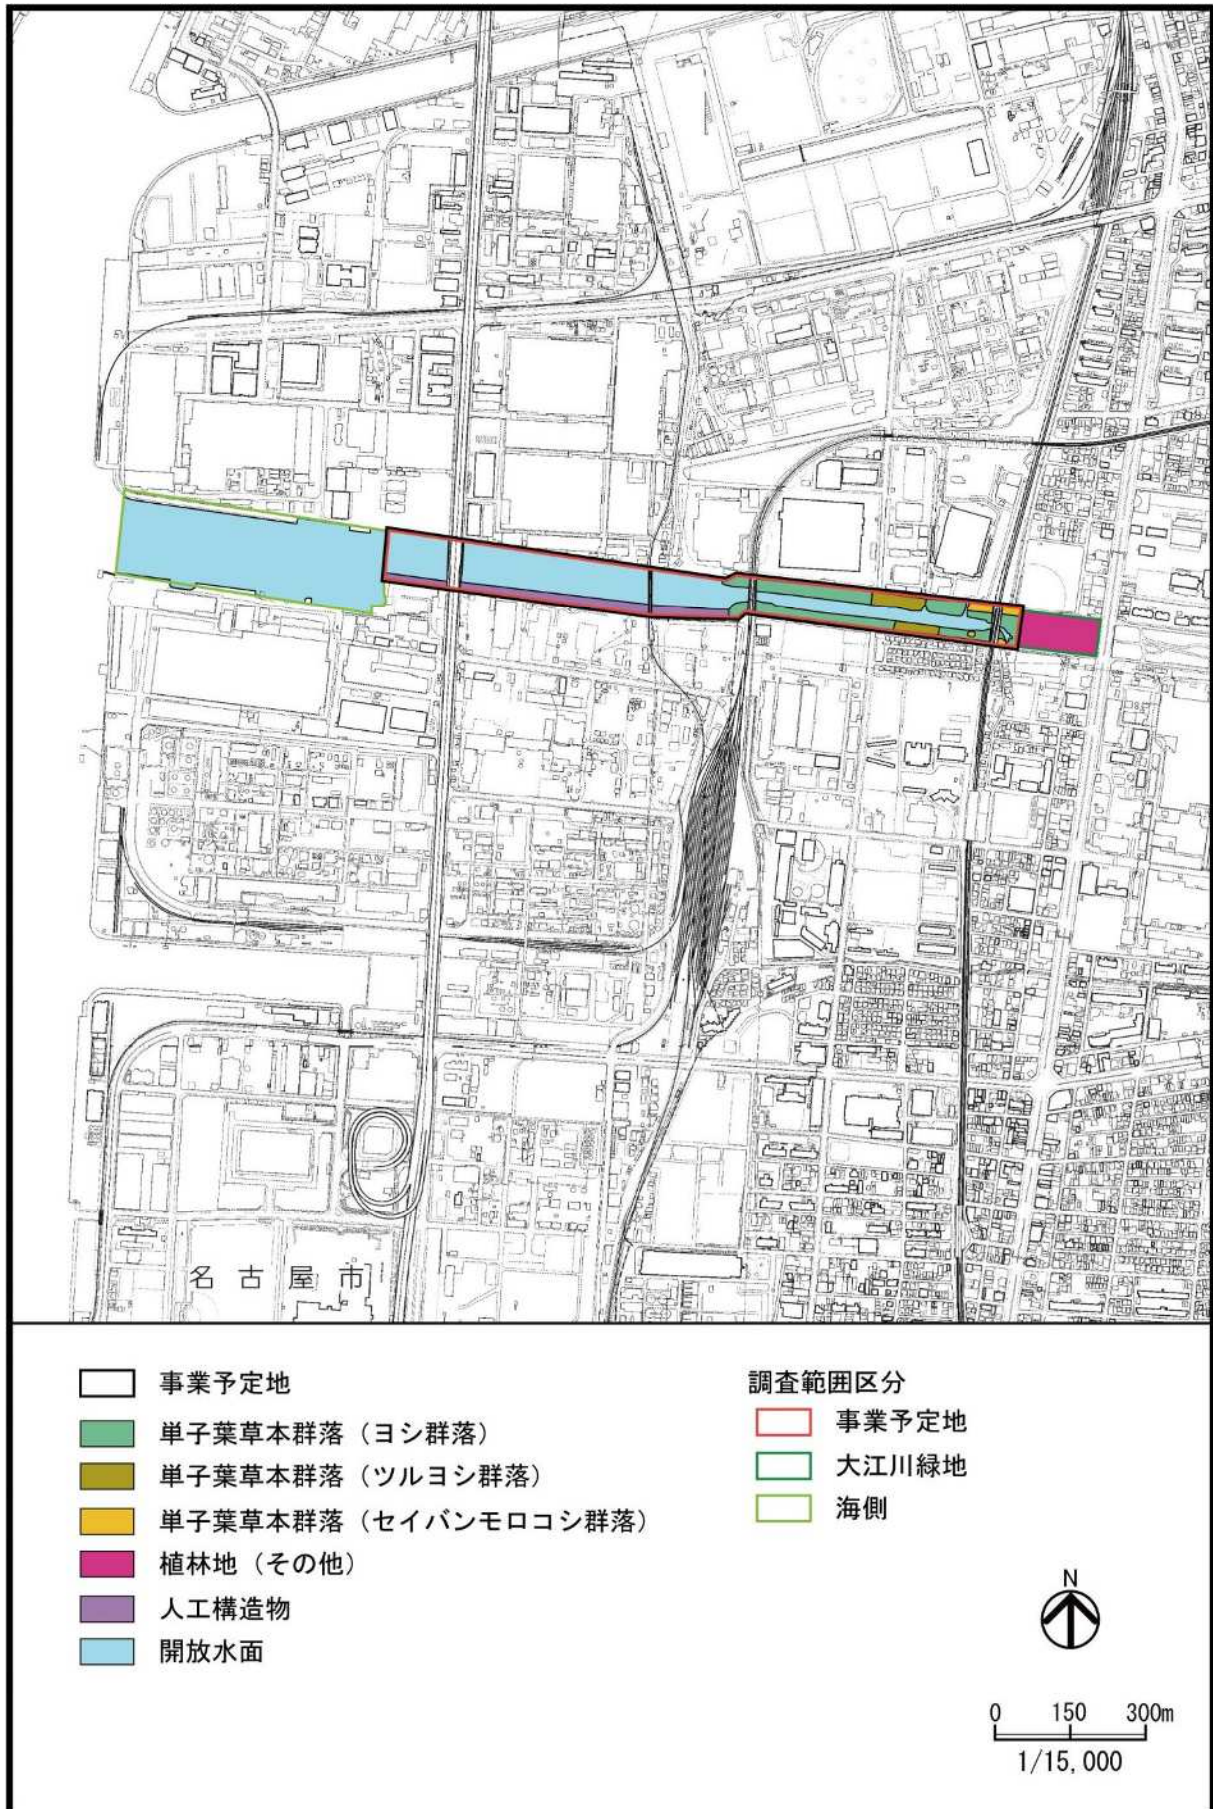 名古屋市
事業予定地
単子葉草本群落（ヨシ群落）
単子葉草本群落（ツルヨシ群落）
単子葉草本群落（セイバンモロコシ群落）
植林地（その他）
人工構造物
開放水面
調査範囲区分
事業予定地
大江川緑地
海側
N
0 150 300m
1/15,000